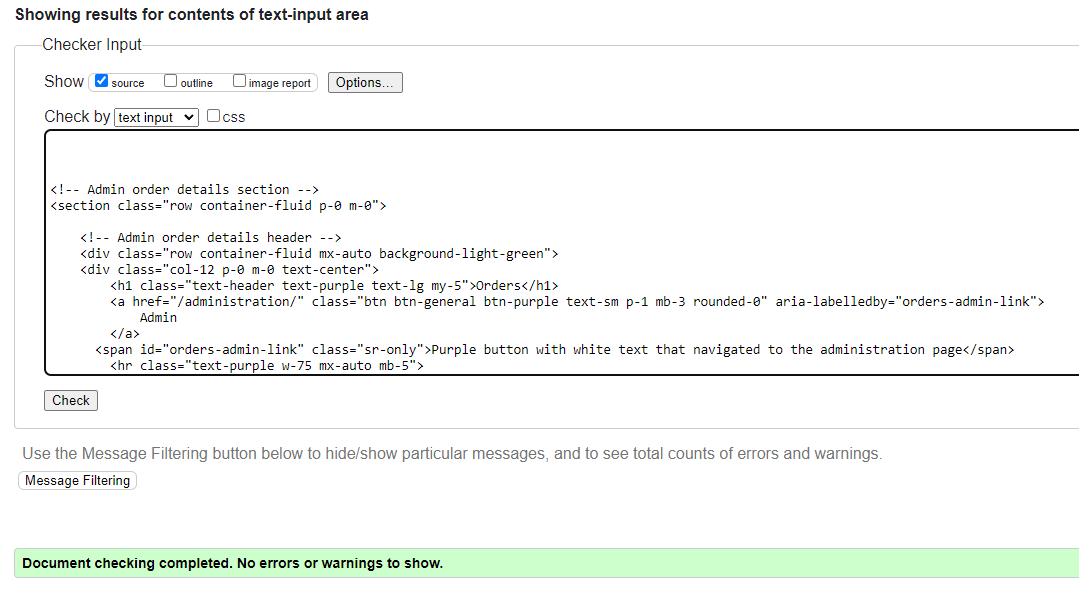 Showing results for contents of text-input area
Checker Input
Show source outline image report Options...
Check by text input css
<!-- Admin order details section -->
<section class="row container-fluid p-0 m-0">
<!-- Admin order details header -->
<div class="row container-fluid mx-auto background-light-green">
<div class="col-12 p-0 m-0 text-center">
<h1 class="text-header text-purple text-lg my-5">Orders</h1>
<a href="/administration/" class="btn btn-general btn-purple text-sm p-1 mb-3 rounded-0" aria-labelledby="orders-admin-link">
Admin
</a>
<span id="orders-admin-link" class="sr-only">Purple button with white text that navigated to the administration page</span>
<hr class="text-purple w-75 mx-auto mb-5">
Check
Use the Message Filtering button below to hide/show particular messages, and to see total counts of errors and warnings.
Message Filtering
Document checking completed. No errors or warnings to show.